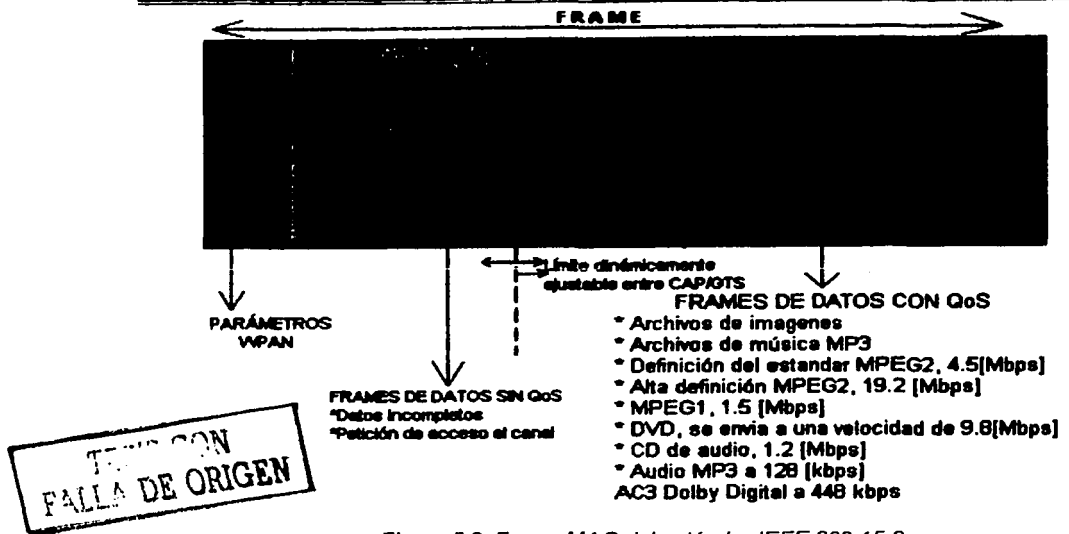 FRAME
Límite dinámicamente
ajustable entre CAP/GTS
PARÁMETROS
WPAN
FRAMES DE DATOS SIN QoS
*Datos incompletos
*Petición de acceso al canal
FRAMES DE DATOS CON QoS
* Archivos de imagenes
* Archivos de música MP3
* Definición del estandar MPEG2, 4.5[Mbps]
* Alta definición MPEG2, 19.2 [Mbps]
* MPEG1, 1.5 [Mbps]
* DVD, se envia a una velocidad de 9.8[Mbps]
* CD de audio, 1.2 [Mbps]
* Audio MP3 a 128 [kbps]
AC3 Dolby Digital a 448 kbps
CON
FALLA DE ORIGEN